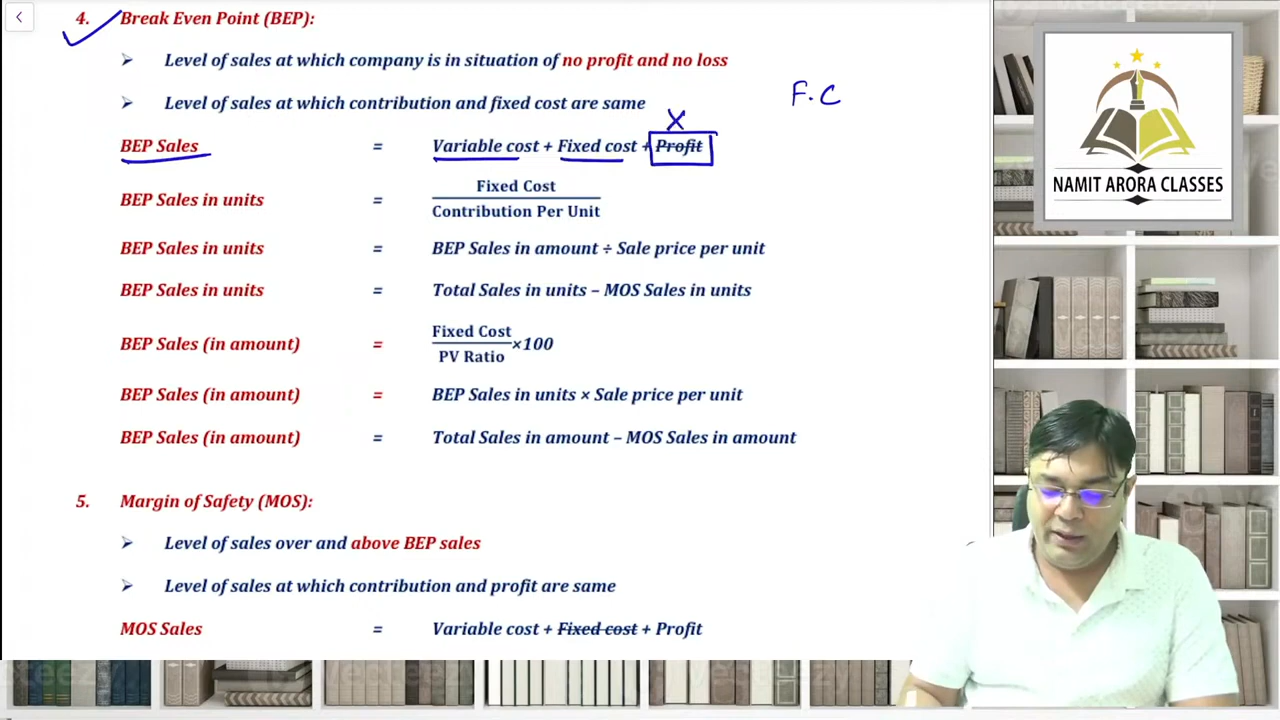 4. Break Even Point (BEP):
➢ Level of sales at which company is in situation of no profit and no loss
➢ Level of sales at which contribution and fixed cost are same
F.C
X
BEP Sales = Variable cost + Fixed cost + Profit
BEP Sales in units = Fixed Cost
Contribution Per Unit
BEP Sales in units = BEP Sales in amount ÷ Sale price per unit
BEP Sales in units = Total Sales in units – MOS Sales in units
BEP Sales (in amount) = Fixed Cost
PV Ratio ×100
BEP Sales (in amount) = BEP Sales in units × Sale price per unit
BEP Sales (in amount) = Total Sales in amount – MOS Sales in amount
5. Margin of Safety (MOS):
➢ Level of sales over and above BEP sales
➢ Level of sales at which contribution and profit are same
MOS Sales = Variable cost + Fixed cost + Profit
NAMIT ARORA CLASSES